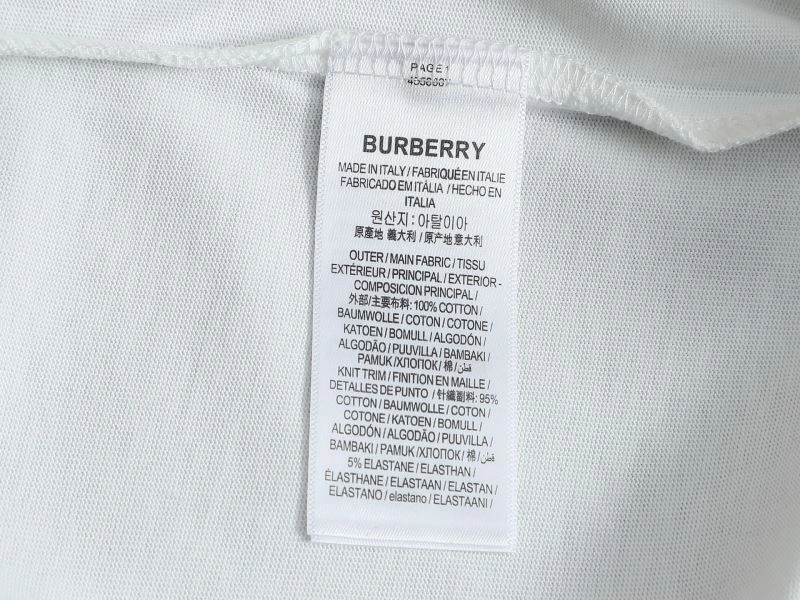 PAGE 1
BURBERRY
MADE IN ITALY / FABRIQUÉ EN ITALIE
FABRICADO EM ITÁLIA / HECHO EN
ITALIA
원산지 : 아탈이아
原產地 義大利 / 原产地 意大利
OUTER / MAIN FABRIC / TISSU
EXTÉRIEUR / PRINCIPAL / EXTERIOR -
COMPOSICION PRINCIPAL /
外部/主要布料: 100% COTTON /
BAUMWOLLE / COTON / COTONE /
KATOEN / BOMULL / ALGODÓN /
ALGODÃO / PUUVILLA / BAMBAKI /
PAMUK / ХЛОПОК / 棉 / قطن
KNIT TRIM / FINITION EN MAILLE /
DETALLES DE PUNTO / 針織副料: 95%
COTTON / BAUMWOLLE / COTON /
COTONE / KATOEN / BOMULL /
ALGODÓN / ALGODÃO / PUUVILLA /
BAMBAKI / PAMUK / ХЛОПОК / 棉 / قطن
5% ELASTANE / ELASTHAN /
ÉLASTHANE / ELASTAAN / ELASTAN /
ELASTANO / elastano / ELASTAANI /